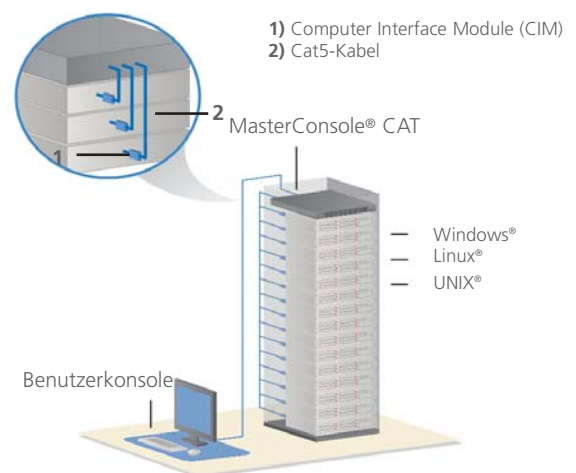 1) Computer Interface Module (CIM)
2) Cat5-Kabel
2
MasterConsole® CAT
1
Windows®
Linux®
UNIX®
Benutzerkonsole